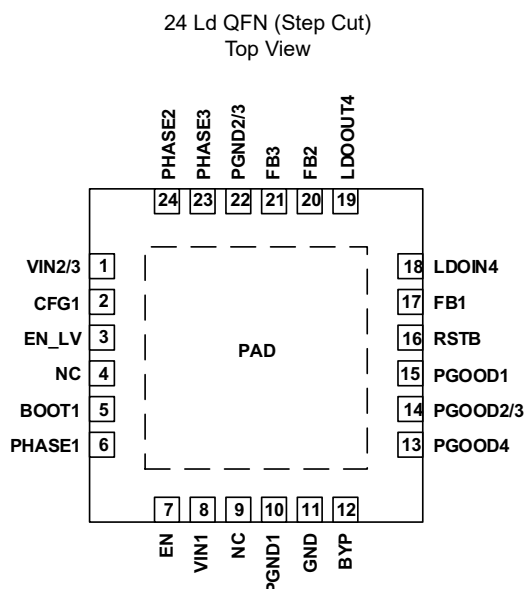 24 Ld QFN (Step Cut)
Top View
PHASE2
PHASE3
PGND2/3
FB3
FB2
LDOOUT4
24
23
22
21
20
19
VIN2/3 1
CFG1 2
EN_LV 3
NC 4
BOOT1 5
PHASE1 6
PAD
18 LDOIN4
17 FB1
16 RSTB
15 PGOOD1
14 PGOOD2/3
13 PGOOD4
7
8
9
10
11
12
EN
VIN1
NC
PGND1
GND
BYP